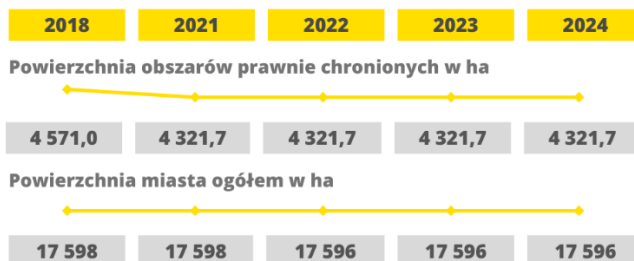 2018 2021 2022 2023 2024
Powierzchnia obszarów prawnie chronionych w ha
4 571,0 4 321,7 4 321,7 4 321,7 4 321,7
Powierzchnia miasta ogółem w ha
17 598 17 598 17 596 17 596 17 596